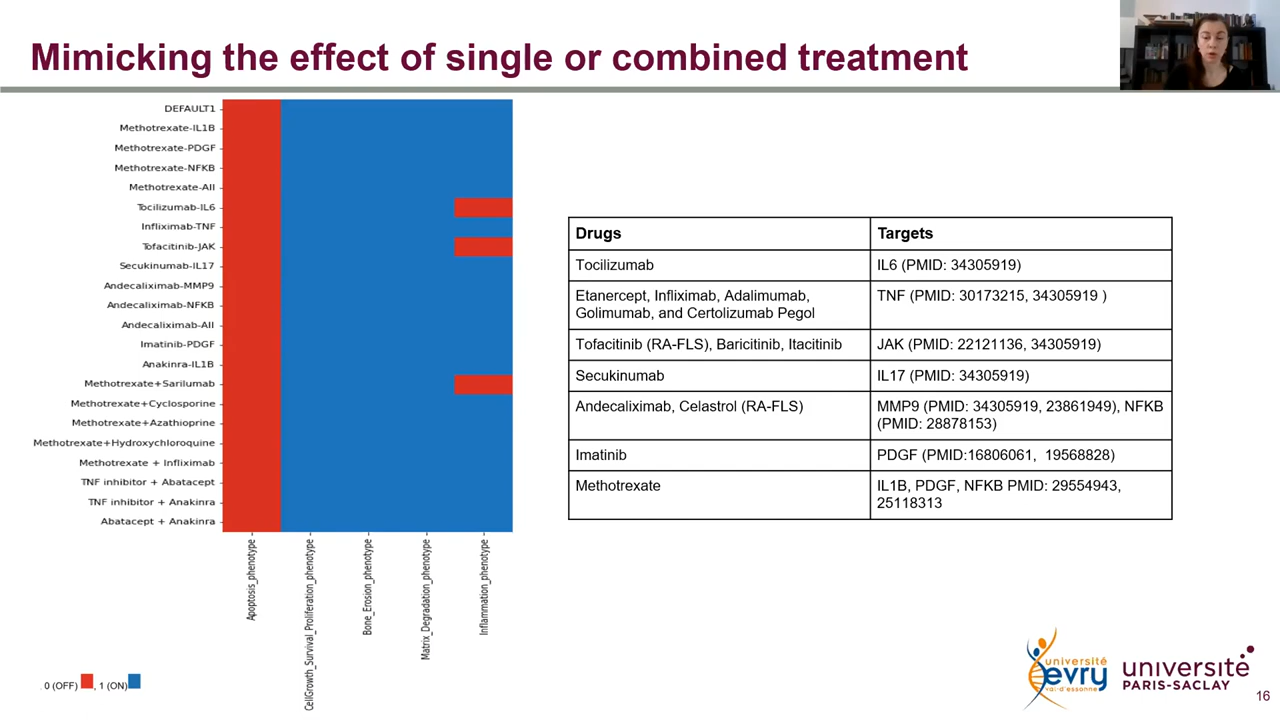 Mimicking the effect of single or combined treatment
DEFAULT1
Methotrexate-IL1B
Methotrexate-PDGF
Methotrexate-NFKB
Methotrexate-All
Tocilizumab-IL6
Infliximab-TNF
Tofacitinib-JAK
Secukinumab-IL17
Andecaliximab-MMP9
Andecaliximab-NFKB
Andecaliximab-All
Imatinib-PDGF
Anakinra-IL1B
Methotrexate+Sarilumab
Methotrexate+Cyclosporine
Methotrexate+Azathioprine
Methotrexate+Hydroxychloroquine
Methotrexate + Infliximab
TNF inhibitor + Abatacept
TNF inhibitor + Anakinra
Abatacept + Anakinra
Apoptosis_phenotype
CellGrowth_Survival_Proliferation_phenotype
Bone_Erosion_phenotype
Matrix_Degradation_phenotype
Inflammation_phenotype
0 (OFF) , 1 (ON)
Drugs Targets
Tocilizumab IL6 (PMID: 34305919)
Etanercept, Infliximab, Adalimumab, TNF (PMID: 30173215, 34305919 )
Golimumab, and Certolizumab Pegol
Tofacitinib (RA-FLS), Baricitinib, Itacitinib JAK (PMID: 22121136, 34305919)
Secukinumab IL17 (PMID: 34305919)
Andecaliximab, Celastrol (RA-FLS) MMP9 (PMID: 34305919, 23861949), NFKB
(PMID: 28878153)
Imatinib PDGF (PMID:16806061, 19568828)
Methotrexate IL1B, PDGF, NFKB PMID: 29554943,
25118313
université
evry
val-d'essonne
université
PARIS-SACLAY
16